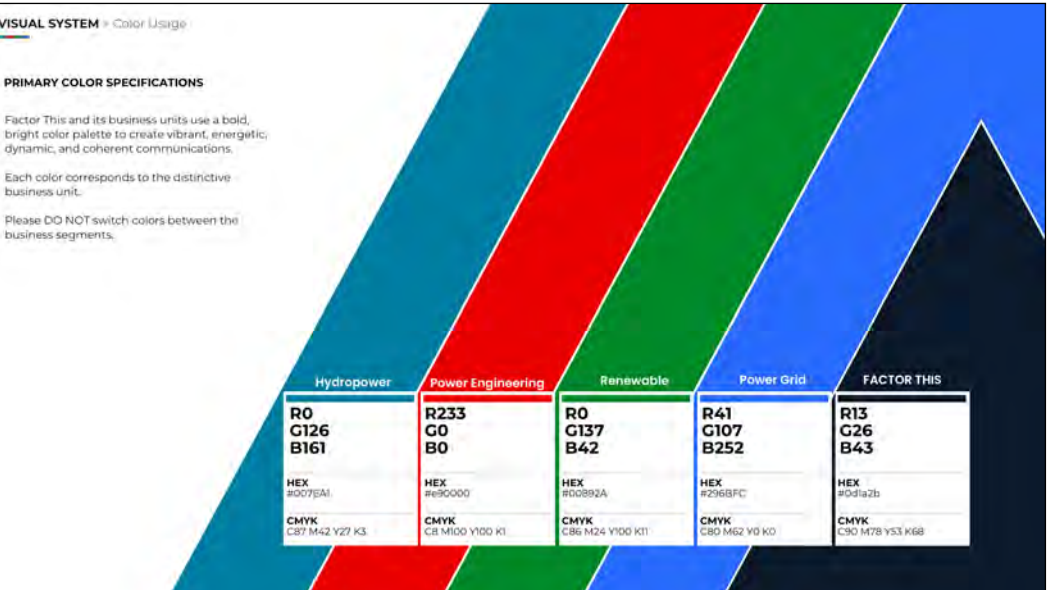 VISUAL SYSTEM » Color Usage
PRIMARY COLOR SPECIFICATIONS
Factor This and its business units use a bold,
bright color palette to create vibrant, energetic,
dynamic, and coherent communications.
Each color corresponds to the distinctive
business unit.
Please DO NOT switch colors between the
business segments.
Hydropower
R0
G126
B161
HEX
#007EA1
CMYK
C87 M42 Y27 K3
Power Engineering
R233
G0
B0
HEX
#e90000
CMYK
C8 M100 Y100 K1
Renewable
R0
G137
B42
HEX
#00892A
CMYK
C86 M24 Y100 K11
Power Grid
R41
G107
B252
HEX
#296BFC
CMYK
C80 M62 Y0 K0
FACTOR THIS
R13
G26
B43
HEX
#0d1a2b
CMYK
C90 M78 Y53 K68